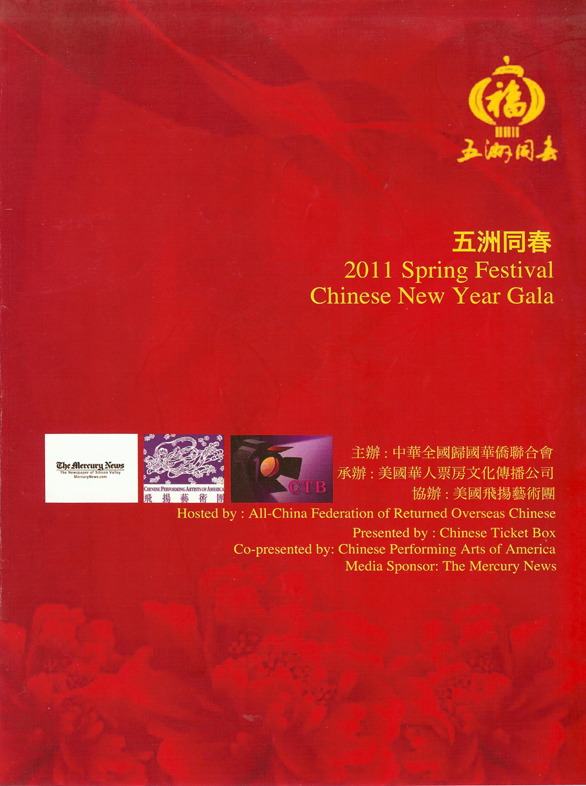 福
五洲同春
五洲同春
2011 Spring Festival
Chinese New Year Gala
The Mercury News
The Newspaper of Silicon Valley
MercuryNews.com
CHINESE PERFORMING ARTS OF AMERICA
飛揚藝術團
CTB
主辦 : 中華全國歸國華僑聯合會
承辦 : 美國華人票房文化傳播公司
協辦 : 美國飛揚藝術團
Hosted by : All-China Federation of Returned Overseas Chinese
Presented by : Chinese Ticket Box
Co-presented by: Chinese Performing Arts of America
Media Sponsor: The Mercury News